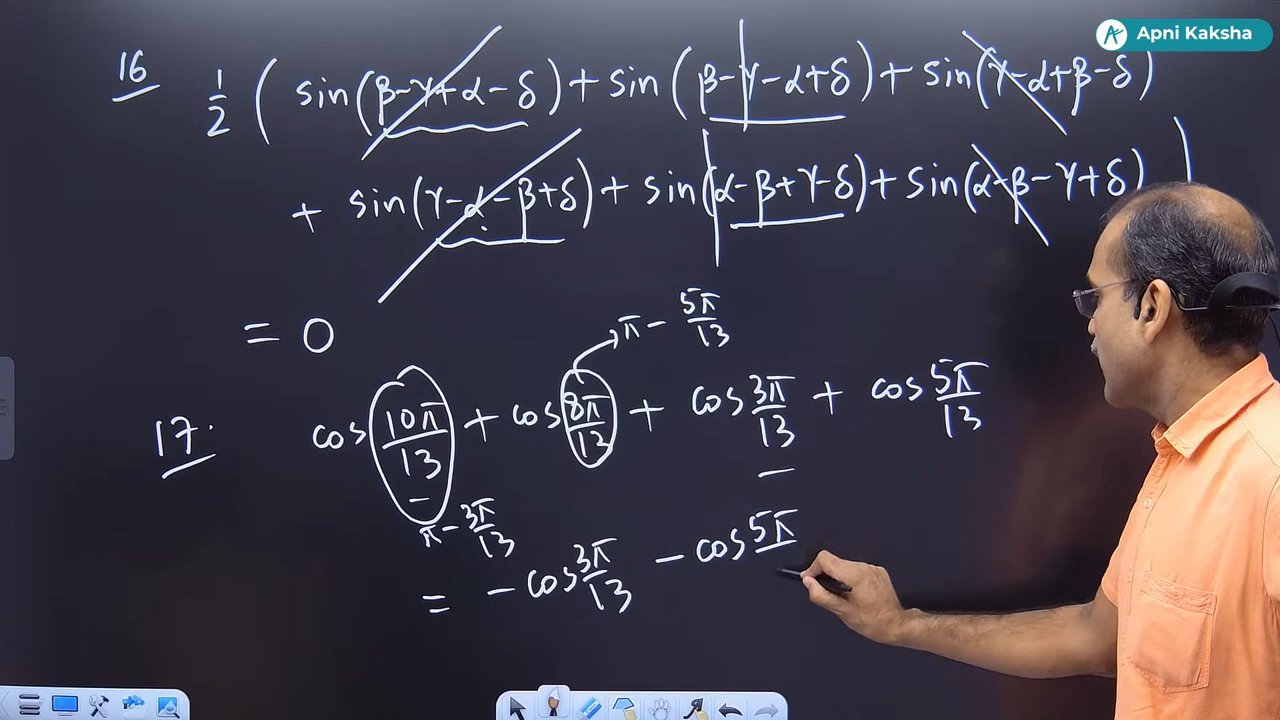 Apni Kaksha
16 1/2 ( sin(β-γ+α-δ) + sin (β-γ-α+δ) + sin(γ-α+β-δ)
+ sin(γ-α-β+δ) + sin(α-β+γ-δ) + sin(α-β-γ+δ) )
= 0
π - 5π/13
17. cos 10π/13 + cos 8π/13 + cos 3π/13 + cos 5π/13
π - 3π/13
= - cos 3π/13 - cos 5π